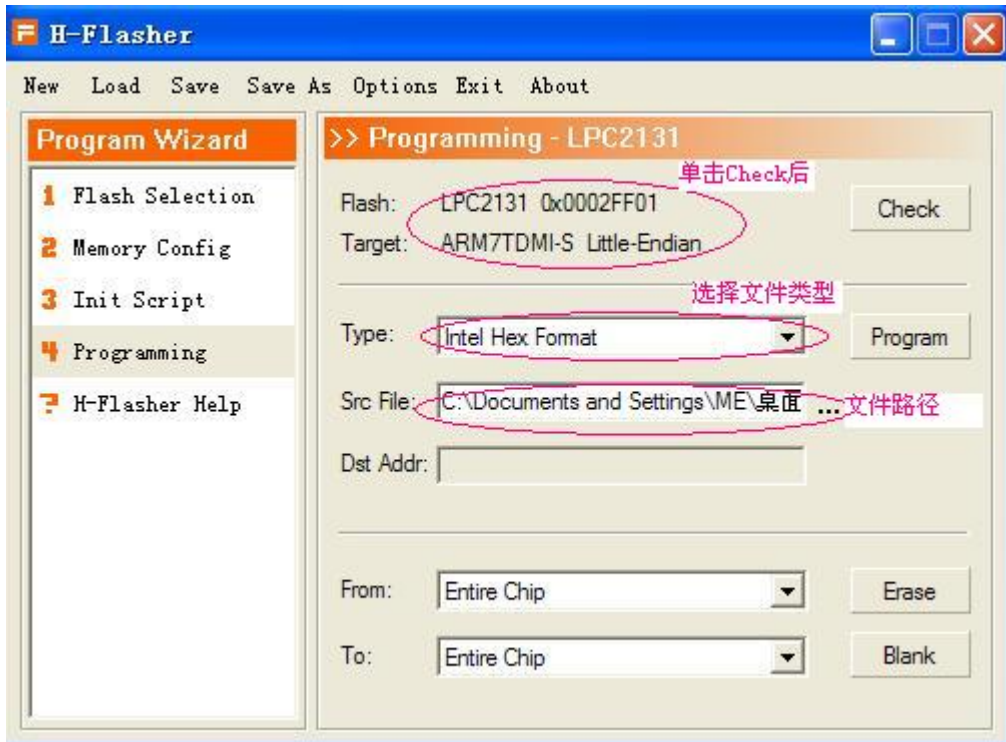 H-Flasher
New Load Save Save As Options Exit About
Program Wizard
1 Flash Selection
2 Memory Config
3 Init Script
4 Programming
? H-Flasher Help
>> Programming - LPC2131
单击Check后
Flash: LPC2131 0x0002FF01
Check
Target: ARM7TDMI-S Little-Endian
选择文件类型
Type: Intel Hex Format
Program
Src File: C:\Documents and Settings\ME\桌面 ... 文件路径
Dst Addr:
From: Entire Chip
Erase
To: Entire Chip
Blank